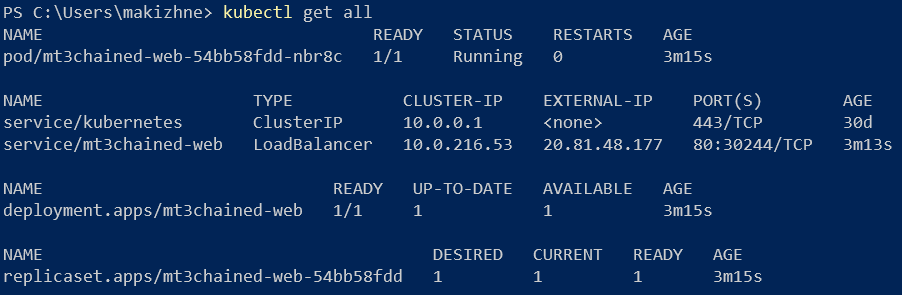 PS C:\Users\makizhne> kubectl get all
NAME READY STATUS RESTARTS AGE
pod/mt3chained-web-54bb58fdd-nbr8c 1/1 Running 0 3m15s
NAME TYPE CLUSTER-IP EXTERNAL-IP PORT(S) AGE
service/kubernetes ClusterIP 10.0.0.1 <none> 443/TCP 30d
service/mt3chained-web LoadBalancer 10.0.216.53 20.81.48.177 80:30244/TCP 3m13s
NAME READY UP-TO-DATE AVAILABLE AGE
deployment.apps/mt3chained-web 1/1 1 1 3m15s
NAME DESIRED CURRENT READY AGE
replicaset.apps/mt3chained-web-54bb58fdd 1 1 1 3m15s